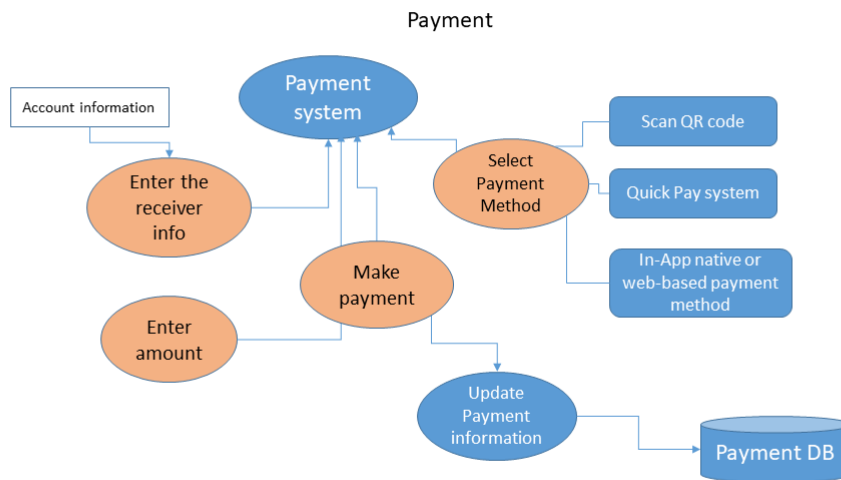 Payment
Payment
system
Account information
Scan QR code
Select
Payment
Method
Enter the
receiver
info
Quick Pay system
In-App native or
web-based payment
method
Make
payment
Enter
amount
Update
Payment
information
Payment DB